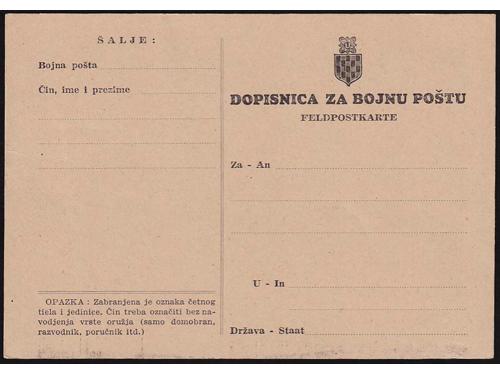 ŠALJE:
Bojna pošta
Čin, ime i prezime
OPAZKA: Zabranjena je oznaka četnog
tiela i jedinice. Čin treba označiti bez na-
vodjenja vrste oružja (samo domobran,
razvodnik, poručnik itd.)
DOPISNICA ZA BOJNU POŠTU
FELDPOSTKARTE
Za - An
U - In
Država - Staat